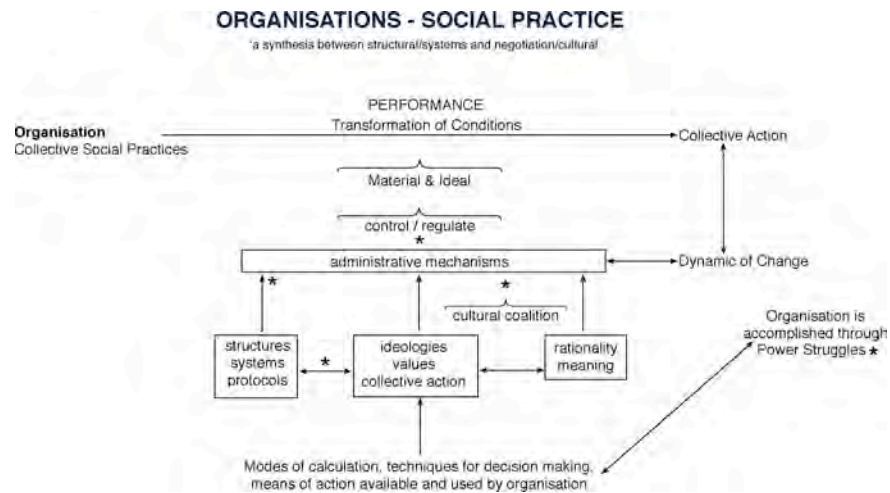 ORGANISATIONS - SOCIAL PRACTICE
*a synthesis between structural/systems and negotiation/cultural
PERFORMANCE
Organisation
Transformation of Conditions
Collective Action
Collective Social Practices
Material & Ideal
control / regulate
*
administrative mechanisms
Dynamic of Change
*
*
cultural coalition
structures
systems
protocols
*
ideologies
values
collective action
rationality
meaning
Organisation is
accomplished through
Power Struggles *
Modes of calculation, techniques for decision making,
means of action available and used by organisation